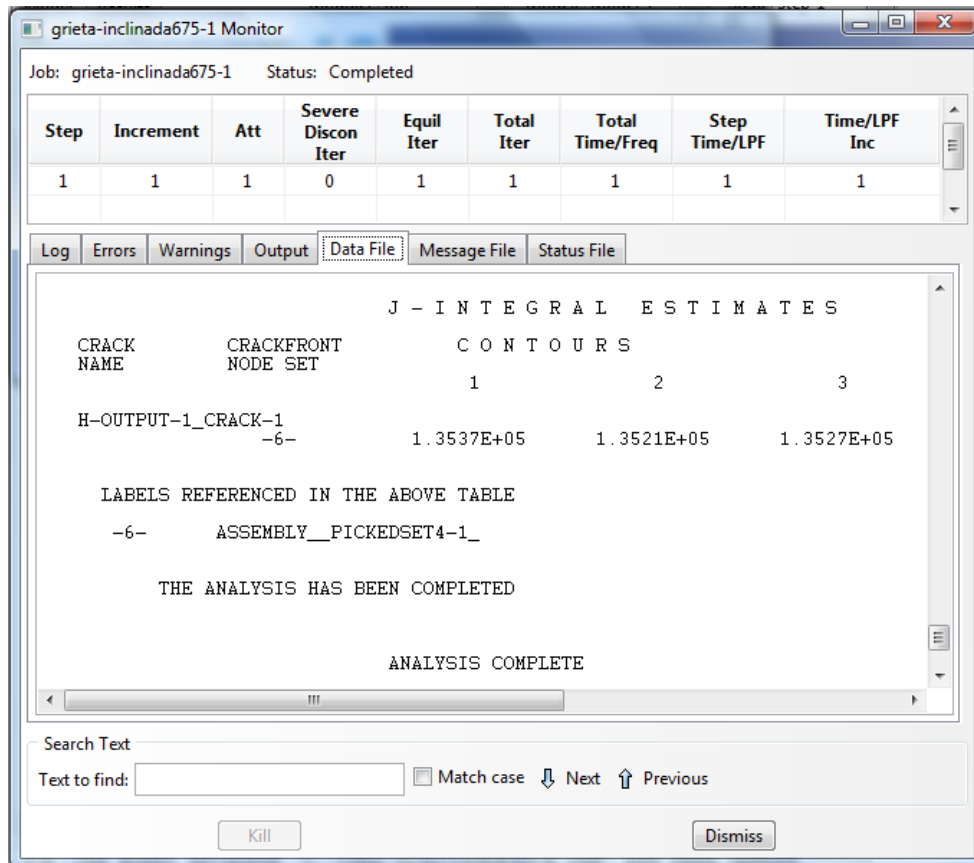 grieta-inclinada675-1 Monitor
Job: grieta-inclinada675-1 Status: Completed
Step Increment Att Severe Discon Iter Equil Iter Total Iter Total Time/Freq Step Time/LPF Time/LPF Inc
1 1 1 0 1 1 1 1 1
Log Errors Warnings Output Data File Message File Status File
J - I N T E G R A L   E S T I M A T E S
CRACK CRACKFRONT C O N T O U R S
NAME NODE SET
1 2 3
H-OUTPUT-1_CRACK-1
-6- 1.3537E+05 1.3521E+05 1.3527E+05
LABELS REFERENCED IN THE ABOVE TABLE
-6- ASSEMBLY__PICKEDSET4-1_
THE ANALYSIS HAS BEEN COMPLETED
ANALYSIS COMPLETE
Search Text
Text to find: Match case Next Previous
Kill Dismiss